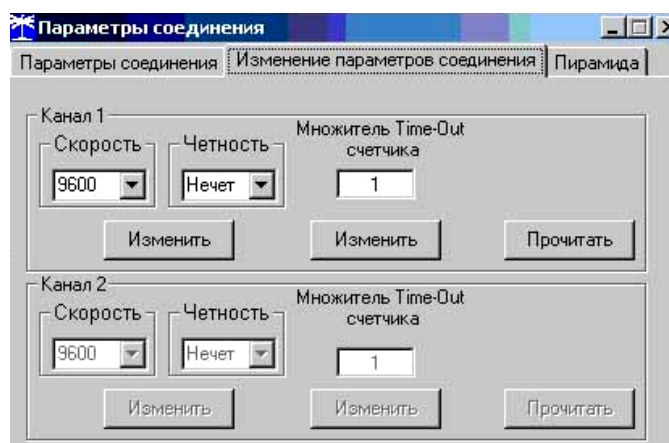 Параметры соединения
Параметры соединения Изменение параметров соединения Пирамида
Канал 1
Скорость Четность Множитель Time-Out
счетчика
9600 Нечет 1
Изменить Изменить Прочитать
Канал 2
Скорость Четность Множитель Time-Out
счетчика
9600 Нечет 1
Изменить Изменить Прочитать